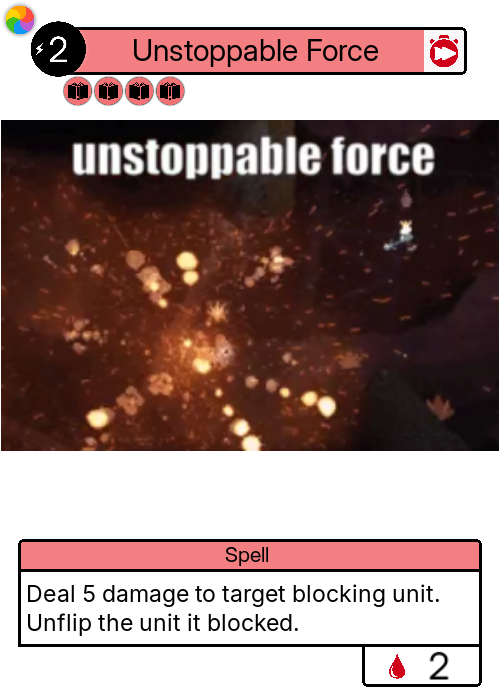 2 Unstoppable Force
unstoppable force
Spell
Deal 5 damage to target blocking unit.
Unflip the unit it blocked.
2